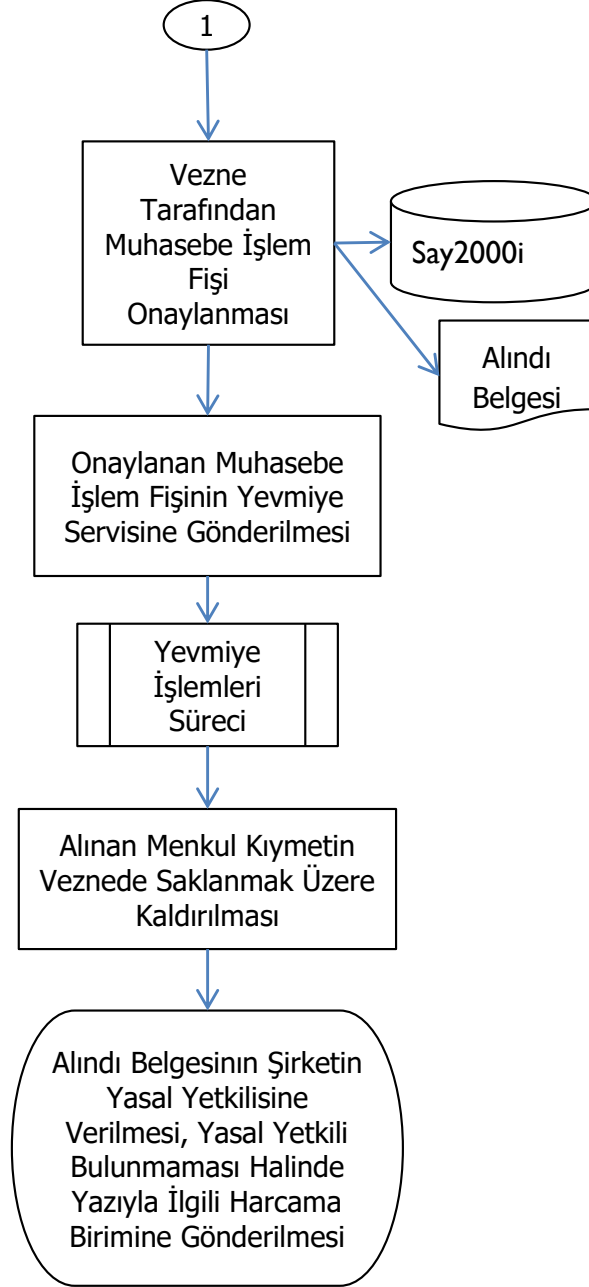 1
Vezne
Tarafından
Muhasebe İşlem
Fişi
Onaylanması
Say2000i
Alındı
Belgesi
Onaylanan Muhasebe
İşlem Fişinin Yevmiye
Servisine Gönderilmesi
Yevmiye
İşlemleri
Süreci
Alınan Menkul Kıymetin
Veznede Saklanmak Üzere
Kaldırılması
Alındı Belgesinin Şirketin
Yasal Yetkilisine
Verilmesi, Yasal Yetkili
Bulunmaması Halinde
Yazıyla İlgili Harcama
Birimine Gönderilmesi